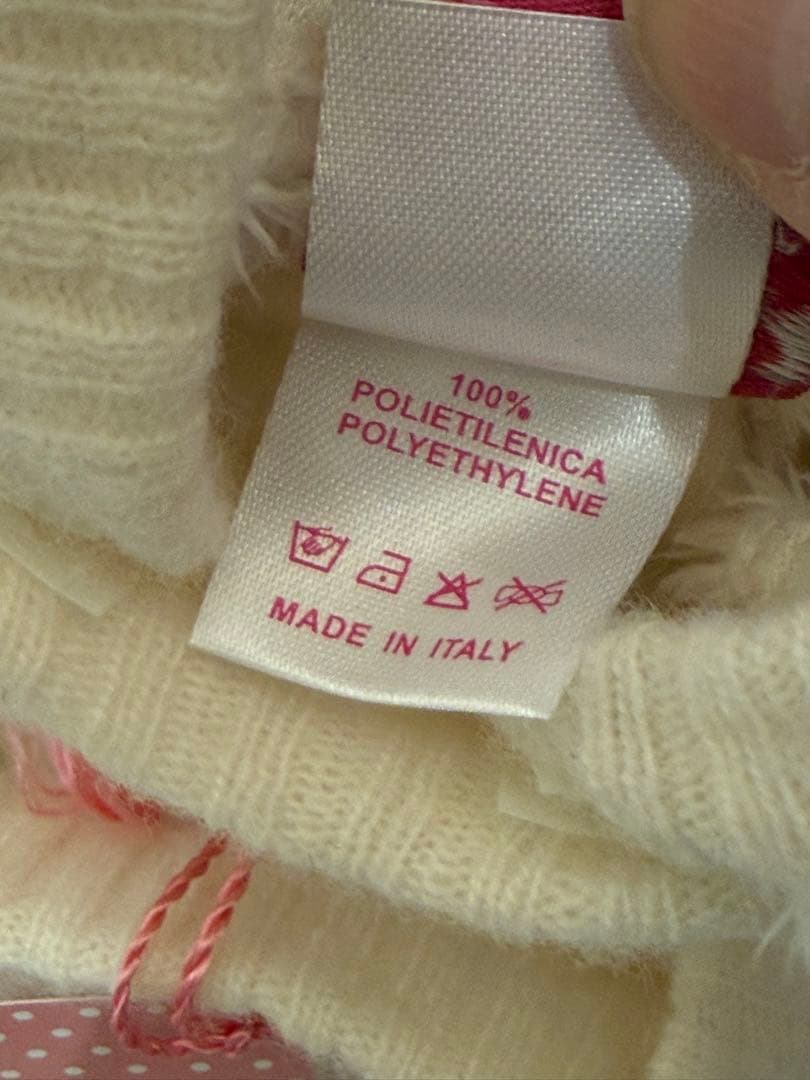 100%
POLIETILENICA
POLYETHYLENE
MADE IN ITALY